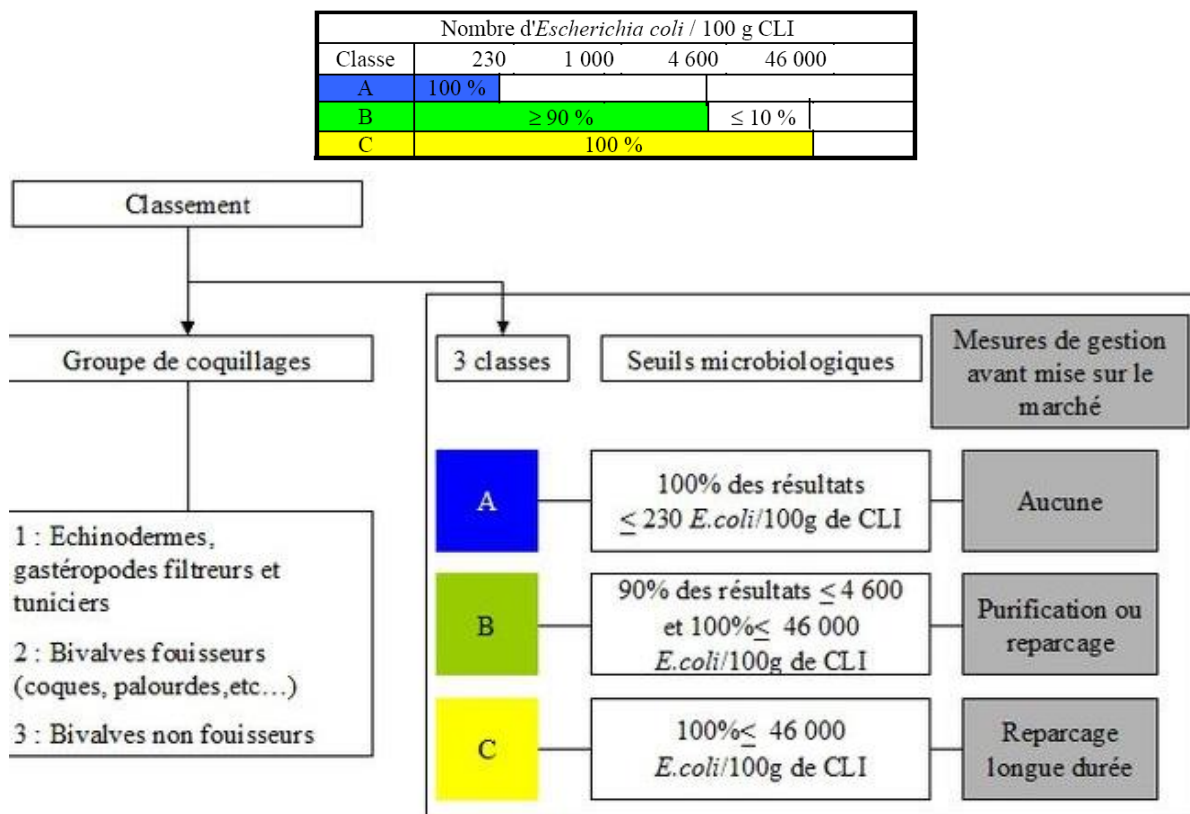 Nombre d'Escherichia coli / 100 g CLI
Classe 230 1 000 4 600 46 000
A 100 %
B ≥ 90 % ≤ 10 %
C 100 %
Classement
Groupe de coquillages
1 : Echinodermes,
gastéropodes filtreurs et
tuniciers
2 : Bivalves fouisseurs
(coques, palourdes,etc…)
3 : Bivalves non fouisseurs
3 classes
Seuils microbiologiques
Mesures de gestion
avant mise sur le
marché
A
100% des résultats
≤ 230 E.coli/100g de CLI
Aucune
B
90% des résultats ≤ 4 600
et 100%≤ 46 000
E.coli/100g de CLI
Purification ou
reparcage
C
100%≤ 46 000
E.coli/100g de CLI
Reparcage
longue durée